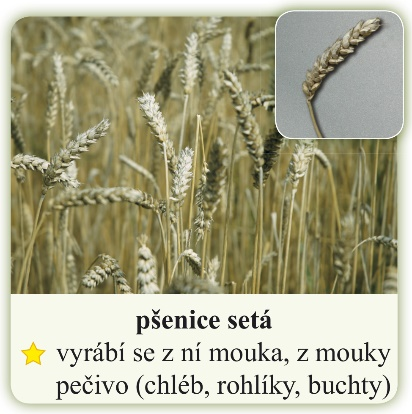 pšenice setá
vyrábí se z ní mouka, z mouky
pečivo (chléb, rohlíky, buchty)